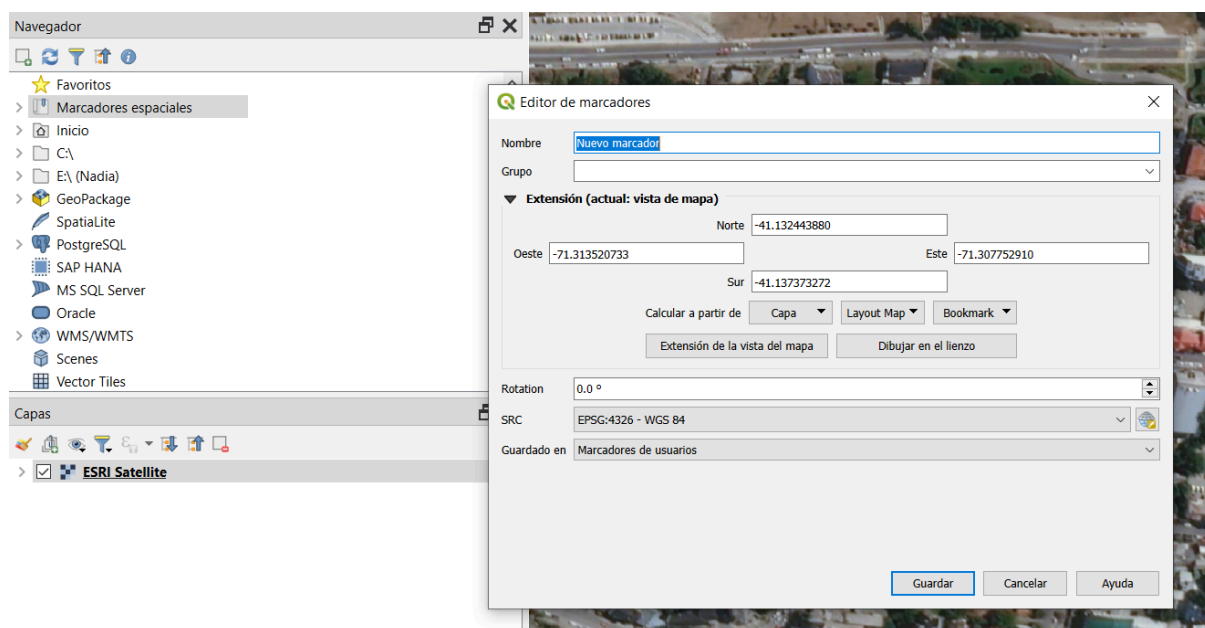 Navegador
Favoritos
Marcadores espaciales
Inicio
C:\
E:\ (Nadia)
GeoPackage
SpatiaLite
PostgreSQL
SAP HANA
MS SQL Server
Oracle
WMS/WMTS
Scenes
Vector Tiles
Capas
ESRI Satellite
Editor de marcadores
Nombre Nuevo marcador
Grupo
Extensión (actual: vista de mapa)
Norte -41.132443880
Oeste -71.313520733 Este -71.307752910
Sur -41.137373272
Calcular a partir de Capa Layout Map Bookmark
Extensión de la vista del mapa Dibujar en el lienzo
Rotation 0.0 °
SRC EPSG:4326 - WGS 84
Guardado en Marcadores de usuarios
Guardar Cancelar Ayuda